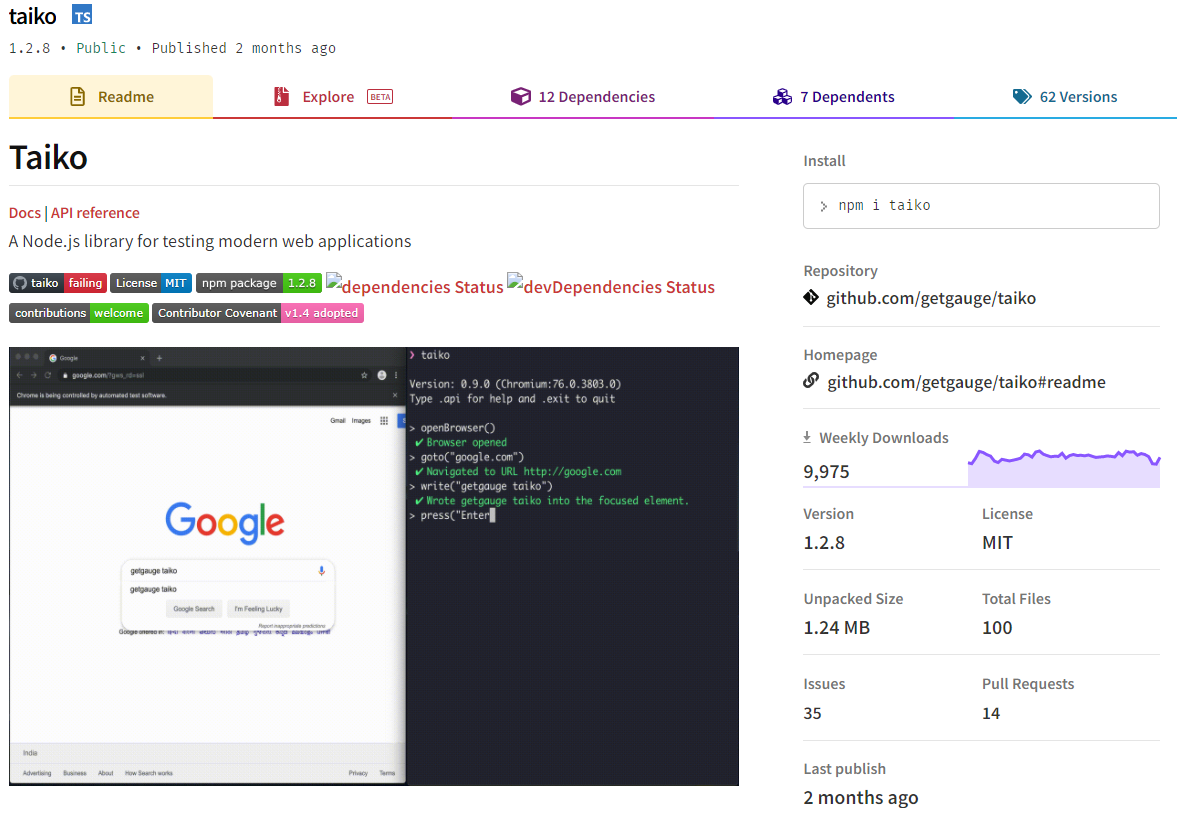 taiko TS
1.2.8 • Public • Published 2 months ago
Readme
Explore BETA
12 Dependencies
7 Dependents
62 Versions
Taiko
Docs | API reference
A Node.js library for testing modern web applications
taiko failing License MIT npm package 1.2.8 dependencies Status devDependencies Status
contributions welcome Contributor Covenant v1.4 adopted
Google
google.com/?gws_rd=ssl
Chrome is being controlled by automated test software.
Gmail Images
Google
getgauge taiko
getgauge taiko
Google Search I'm Feeling Lucky
Report inappropriate predictions
Google offered in:
India
Advertising Business About How Search works Privacy Terms
❯ taiko
Version: 0.9.0 (Chromium:76.0.3803.0)
Type .api for help and .exit to quit
> openBrowser()
✔ Browser opened
> goto("google.com")
✔ Navigated to URL http://google.com
> write("getgauge taiko")
✔ Wrote getgauge taiko into the focused element.
> press("Enter
Install
> npm i taiko
Repository
github.com/getgauge/taiko
Homepage
github.com/getgauge/taiko#readme
Weekly Downloads
9,975
Version License
1.2.8 MIT
Unpacked Size Total Files
1.24 MB 100
Issues Pull Requests
35 14
Last publish
2 months ago